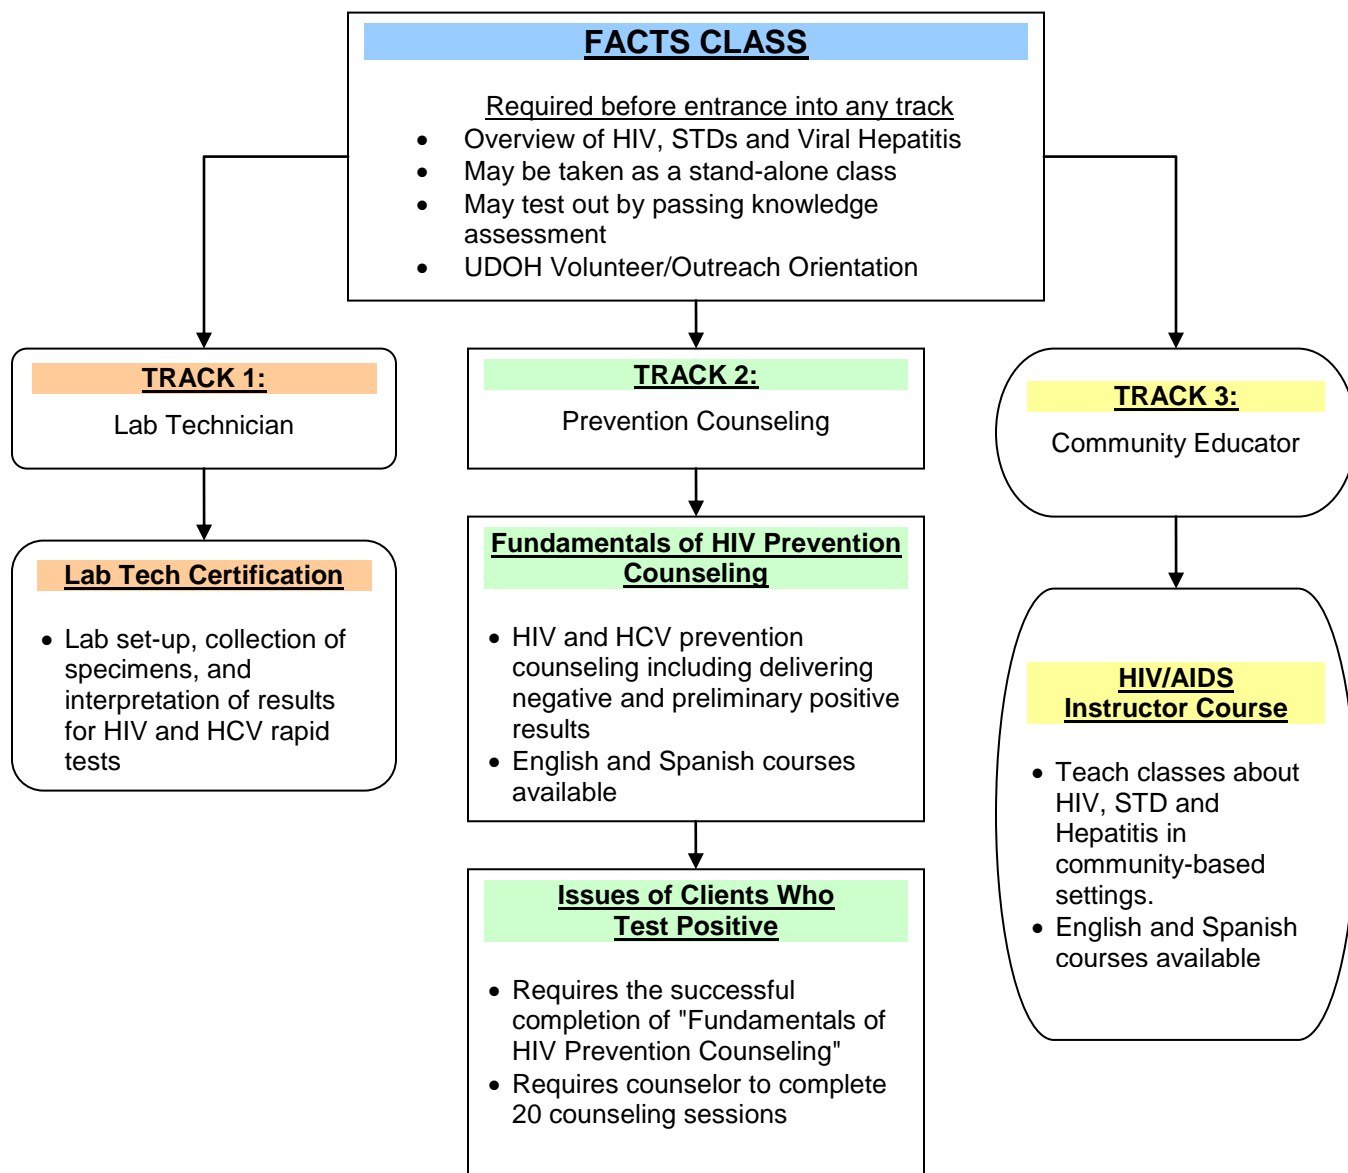 FACTS CLASS
Required before entrance into any track
• Overview of HIV, STDs and Viral Hepatitis
• May be taken as a stand-alone class
• May test out by passing knowledge
assessment
• UDOH Volunteer/Outreach Orientation
TRACK 1:
Lab Technician
TRACK 2:
Prevention Counseling
TRACK 3:
Community Educator
Lab Tech Certification
• Lab set-up, collection of
specimens, and
interpretation of results
for HIV and HCV rapid
tests
Fundamentals of HIV Prevention
Counseling
• HIV and HCV prevention
counseling including delivering
negative and preliminary positive
results
• English and Spanish courses
available
Issues of Clients Who
Test Positive
• Requires the successful
completion of "Fundamentals of
HIV Prevention Counseling"
• Requires counselor to complete
20 counseling sessions
HIV/AIDS
Instructor Course
• Teach classes about
HIV, STD and
Hepatitis in
community-based
settings.
• English and Spanish
courses available